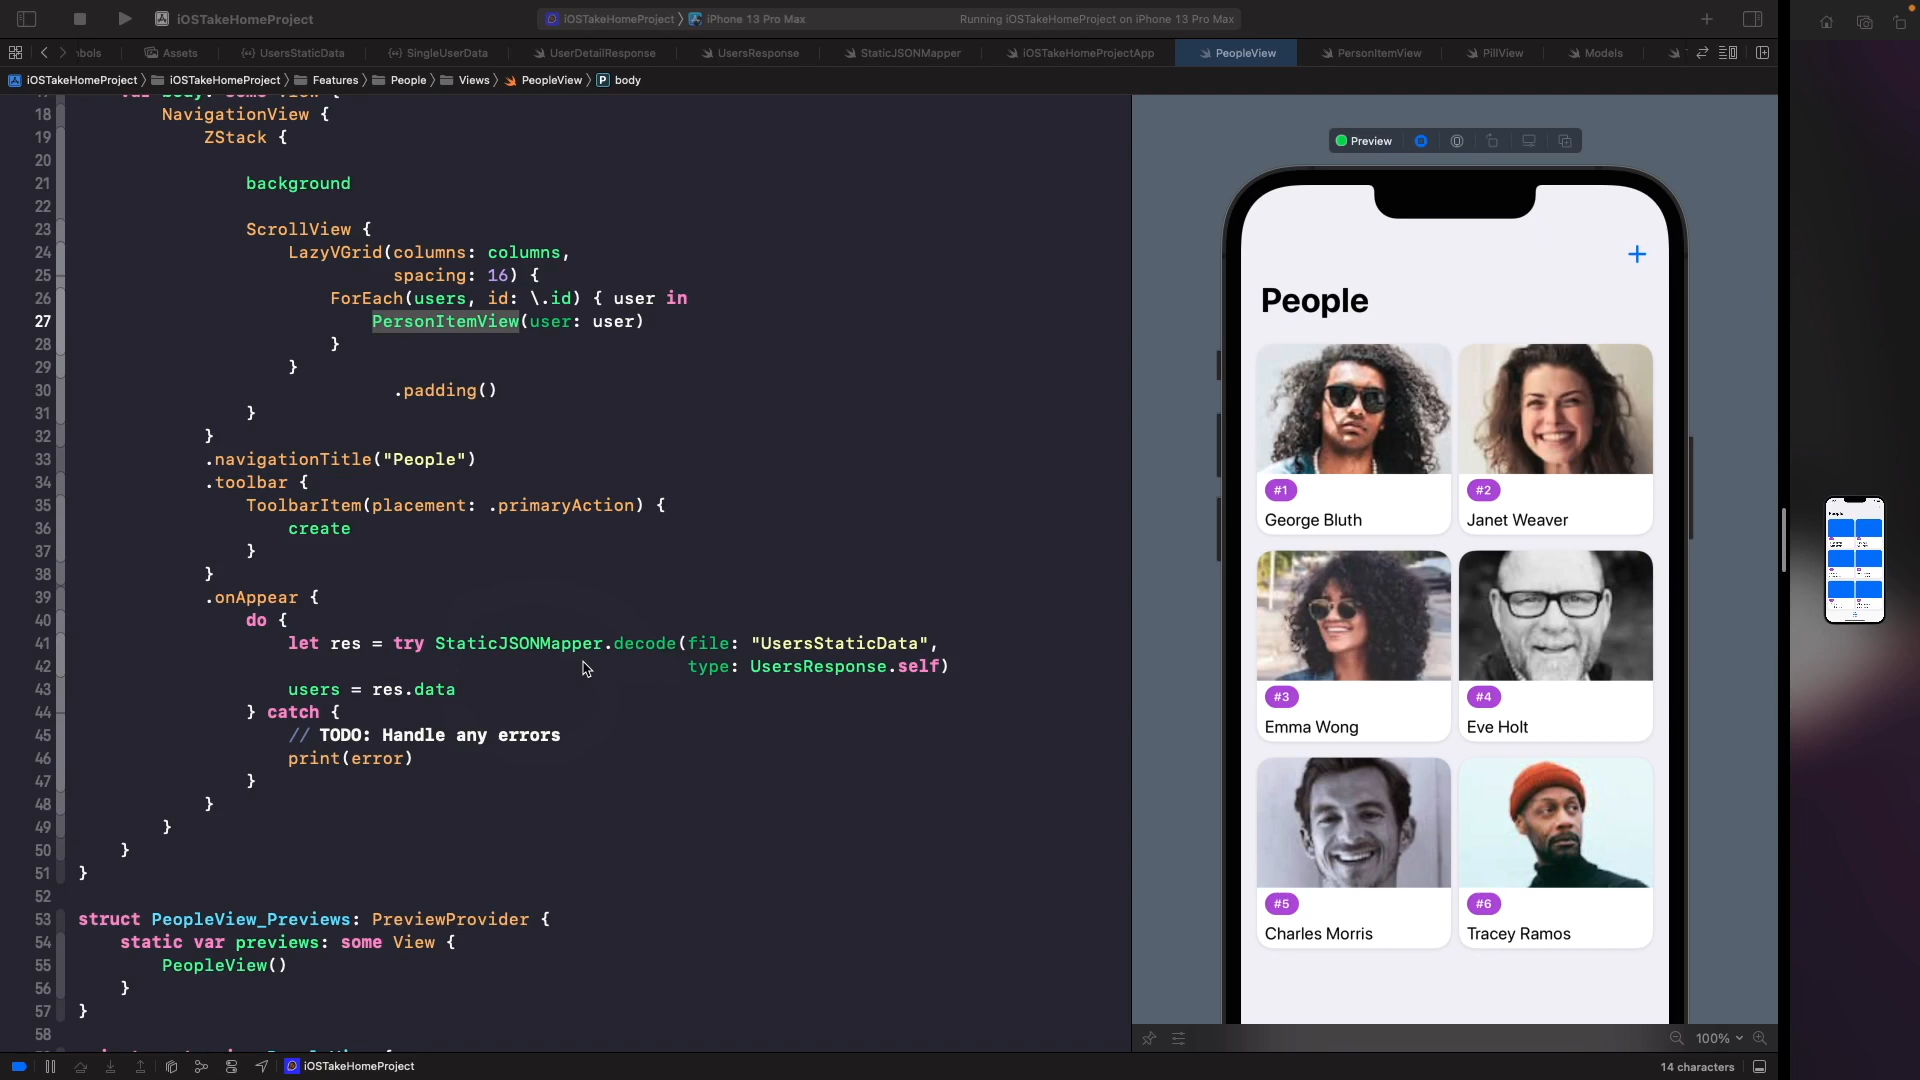 iOSTakeHomeProject
iOSTakeHomeProject iPhone 13 Pro Max Running iOSTakeHomeProject on iPhone 13 Pro Max
bols Assets UsersStaticData SingleUserData UserDetailResponse UsersResponse StaticJSONMapper iOSTakeHomeProjectApp PeopleView PersonItemView PillView Models
iOSTakeHomeProject iOSTakeHomeProject Features People Views PeopleView P body
18 NavigationView {
19 ZStack {
20
21 background
22
23 ScrollView {
24 LazyVGrid(columns: columns,
25 spacing: 16) {
26 ForEach(users, id: \.id) { user in
27 PersonItemView(user: user)
28 }
29 }
30 .padding()
31 }
32 }
33 .navigationTitle("People")
34 .toolbar {
35 ToolbarItem(placement: .primaryAction) {
36 create
37 }
38 }
39 .onAppear {
40 do {
41 let res = try StaticJSONMapper.decode(file: "UsersStaticData",
42 type: UsersResponse.self)
43 users = res.data
44 } catch {
45 // TODO: Handle any errors
46 print(error)
47 }
48 }
49 }
50 }
51 }
52
53 struct PeopleView_Previews: PreviewProvider {
54 static var previews: some View {
55 PeopleView()
56 }
57 }
58
Preview
People
#1 #2
George Bluth Janet Weaver
#3 #4
Emma Wong Eve Holt
#5 #6
Charles Morris Tracey Ramos
100%
iOSTakeHomeProject
14 characters